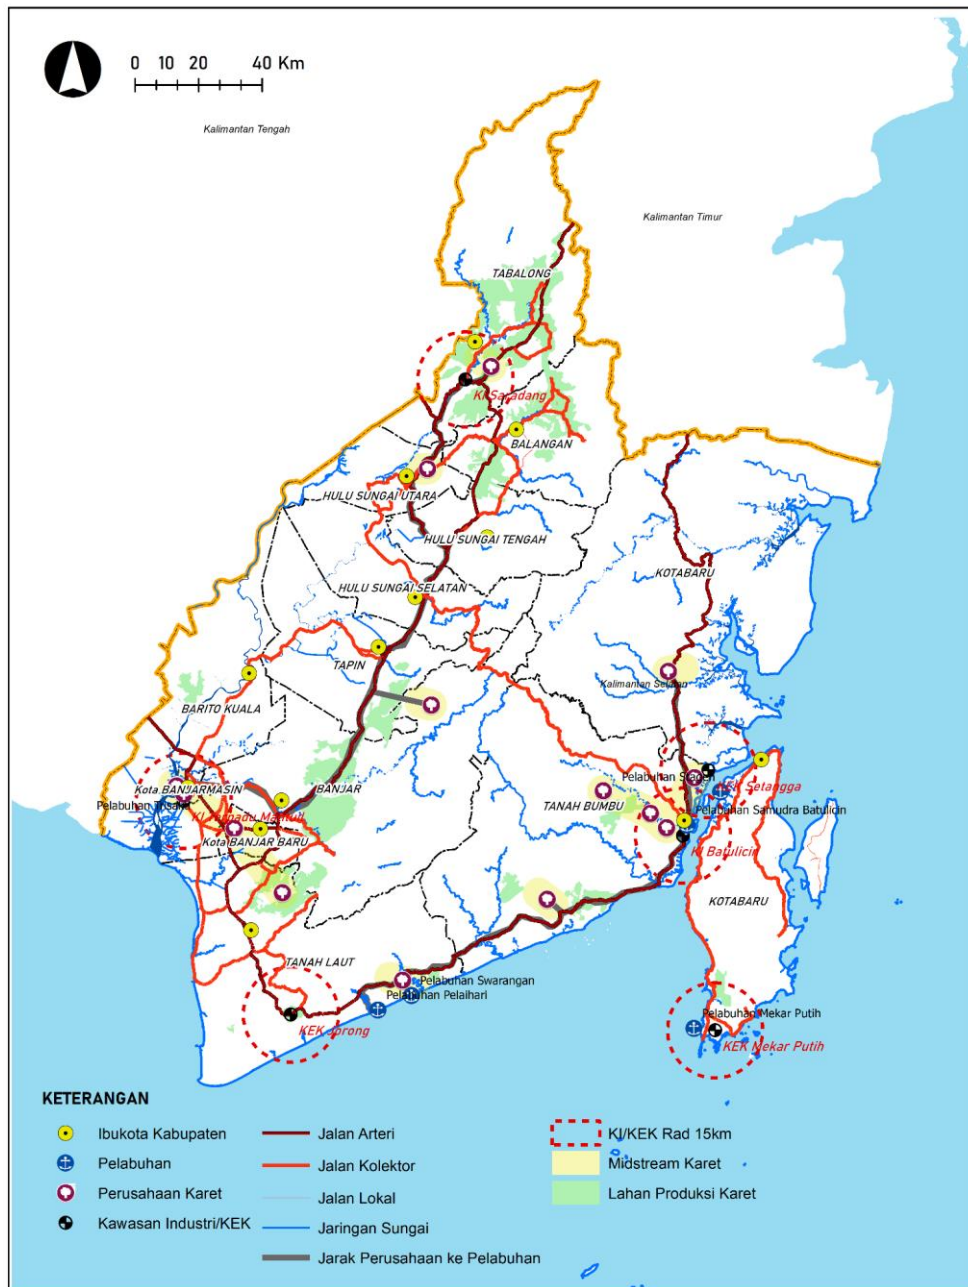 0 10 20 40 Km
Kalimantan Tengah
Kalimantan Timur
TABALONG
KI Saradang
BALANGAN
HULU SUNGAI UTARA
HULU SUNGAI TENGAH
KOTABARU
HULU SUNGAI SELATAN
TAPIN
Kalimantan Selatan
BARITO KUALA
Pelabuhan Stagen
KEK Setangga
Kota BANJARMASIN
BANJAR
TANAH BUMBU
Pelabuhan Samudra Batulicin
KI
Kota BANJAR BARU
KI Batulicin
KOTABARU
TANAH LAUT
Pelabuhan Swarangan
Pelabuhan Pelaihari
Pelabuhan Mekar Putih
KEK Jorong
KEK Mekar Putih
KETERANGAN
Ibukota Kabupaten
Pelabuhan
Perusahaan Karet
Kawasan Industri/KEK
Jalan Arteri
Jalan Kolektor
Jalan Lokal
Jaringan Sungai
Jarak Perusahaan ke Pelabuhan
KI/KEK Rad 15km
Midstream Karet
Lahan Produksi Karet